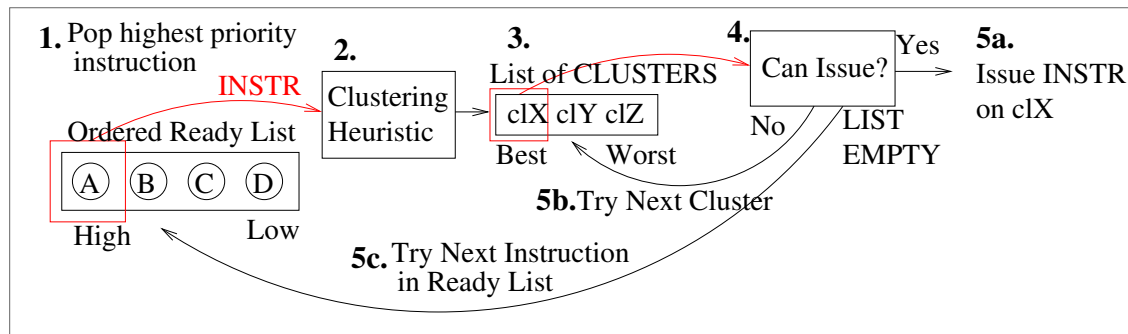 1. Pop highest priority
instruction
INSTR
Ordered Ready List
A B C D
High Low
2.
Clustering
Heuristic
3.
List of CLUSTERS
clX clY clZ
Best Worst
4.
Can Issue?
Yes
No
LIST
EMPTY
5a.
Issue INSTR
on clX
5b. Try Next Cluster
5c. Try Next Instruction
in Ready List